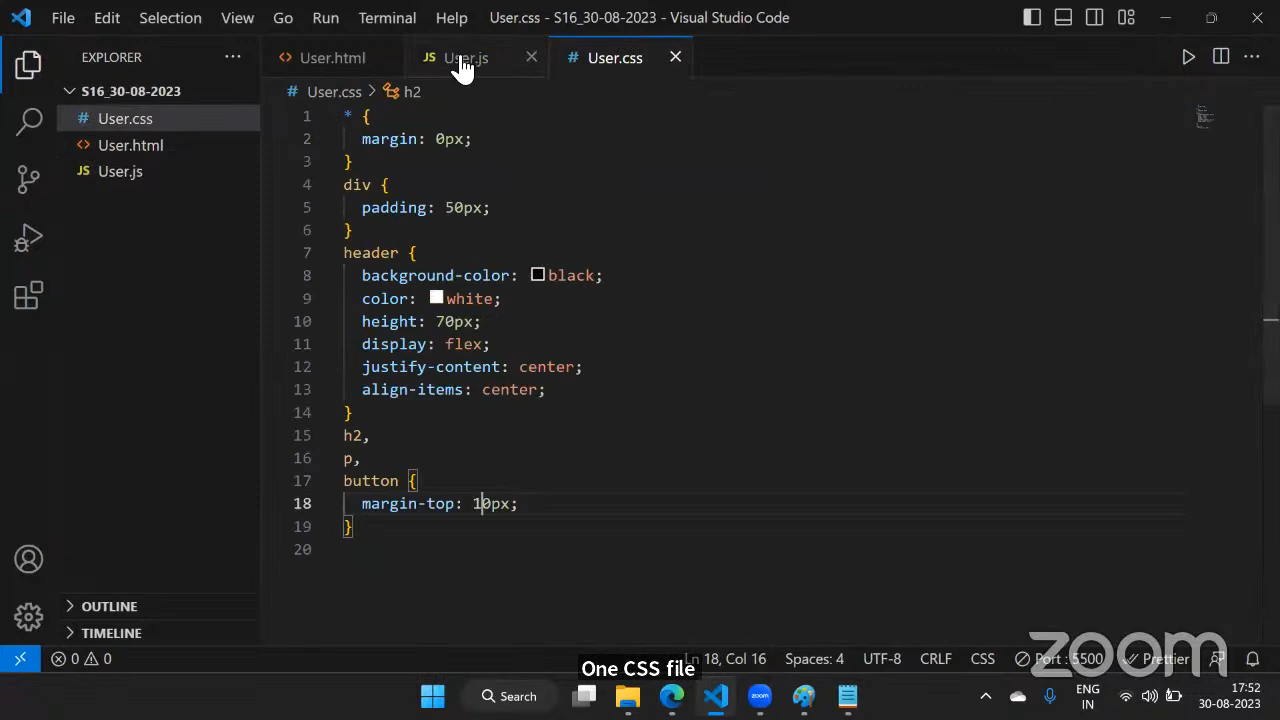 File Edit Selection View Go Run Terminal Help User.css - S16_30-08-2023 - Visual Studio Code
EXPLORER
User.html
JS User.js
# User.css
S16_30-08-2023
# User.css
User.html
JS User.js
# User.css > h2
1 * {
2 margin: 0px;
3 }
4 div {
5 padding: 50px;
6 }
7 header {
8 background-color: black;
9 color: white;
10 height: 70px;
11 display: flex;
12 justify-content: center;
13 align-items: center;
14 }
15 h2,
16 p,
17 button {
18 margin-top: 10px;
19 }
20
OUTLINE
TIMELINE
0 0 Ln 18, Col 16 Spaces: 4 UTF-8 CRLF CSS Port : 5500 Prettier
zoom
One CSS file
Search
ENG
IN
17:52
30-08-2023